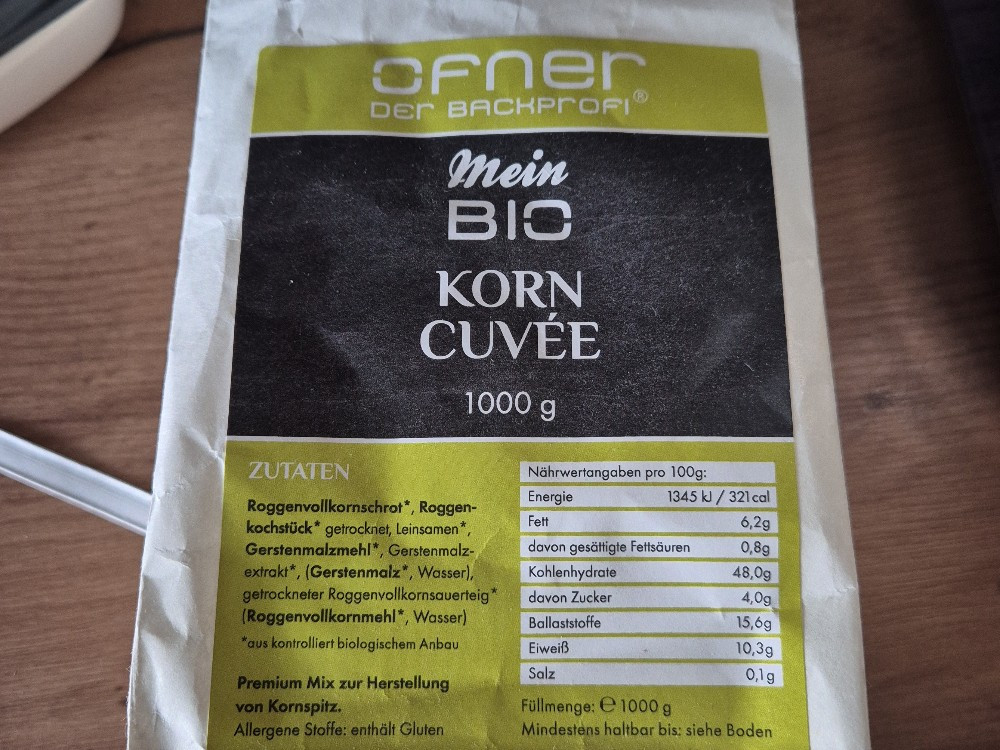 OFNER
DER BACKPROFI®
Mein
BIO
KORN
CUVÉE
1000 g
ZUTATEN
Roggenvollkornschrot*, Roggen-
kochstück* getrocknet, Leinsamen*,
Gerstenmalzmehl*, Gerstenmalz-
extrakt*, (Gerstenmalz*, Wasser),
getrockneter Roggenvollkornsauerteig*
(Roggenvollkornmehl*, Wasser)
*aus kontrolliert biologischem Anbau
Premium Mix zur Herstellung
von Kornspitz.
Allergene Stoffe: enthält Gluten
Nährwertangaben pro 100g:
Energie 1345 kJ / 321cal
Fett 6,2g
davon gesättigte Fettsäuren 0,8g
Kohlenhydrate 48,0g
davon Zucker 4,0g
Ballaststoffe 15,6g
Eiweiß 10,3g
Salz 0,1g
Füllmenge: ℮ 1000 g
Mindestens haltbar bis: siehe Boden